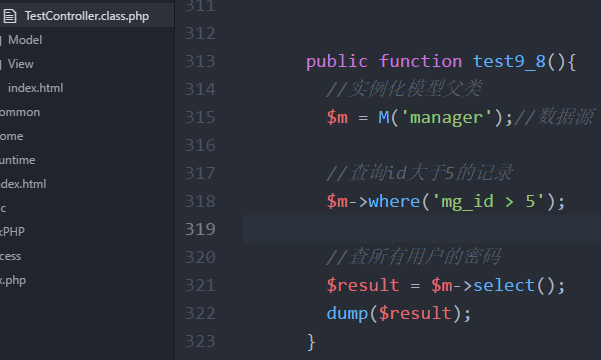 TestController.class.php
Model
View
index.html
ommon
ome
untime
dex.html
c
kPHP
cess
x.php
311
312
313 public function test9_8(){
314 //实例化模型父类
315 $m = M('manager');//数据源
316
317 //查询id大于5的记录
318 $m->where('mg_id > 5');
319
320 //查所有用户的密码
321 $result = $m->select();
322 dump($result);
323 }